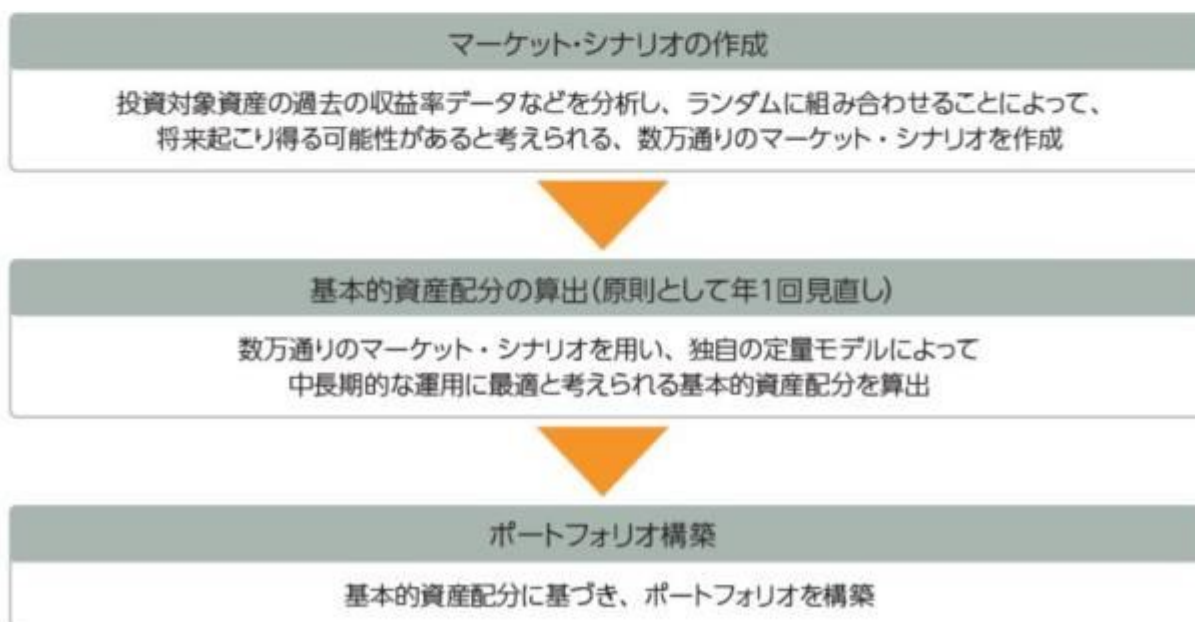 マーケット・シナリオの作成
投資対象資産の過去の収益率データなどを分析し、ランダムに組み合わせることによって、
将来起こり得る可能性があると考えられる、数万通りのマーケット・シナリオを作成
基本的資産配分の算出(原則として年1回見直し)
数万通りのマーケット・シナリオを用い、独自の定量モデルによって
中長期的な運用に最適と考えられる基本的資産配分を算出
ポートフォリオ構築
基本的資産配分に基づき、ポートフォリオを構築